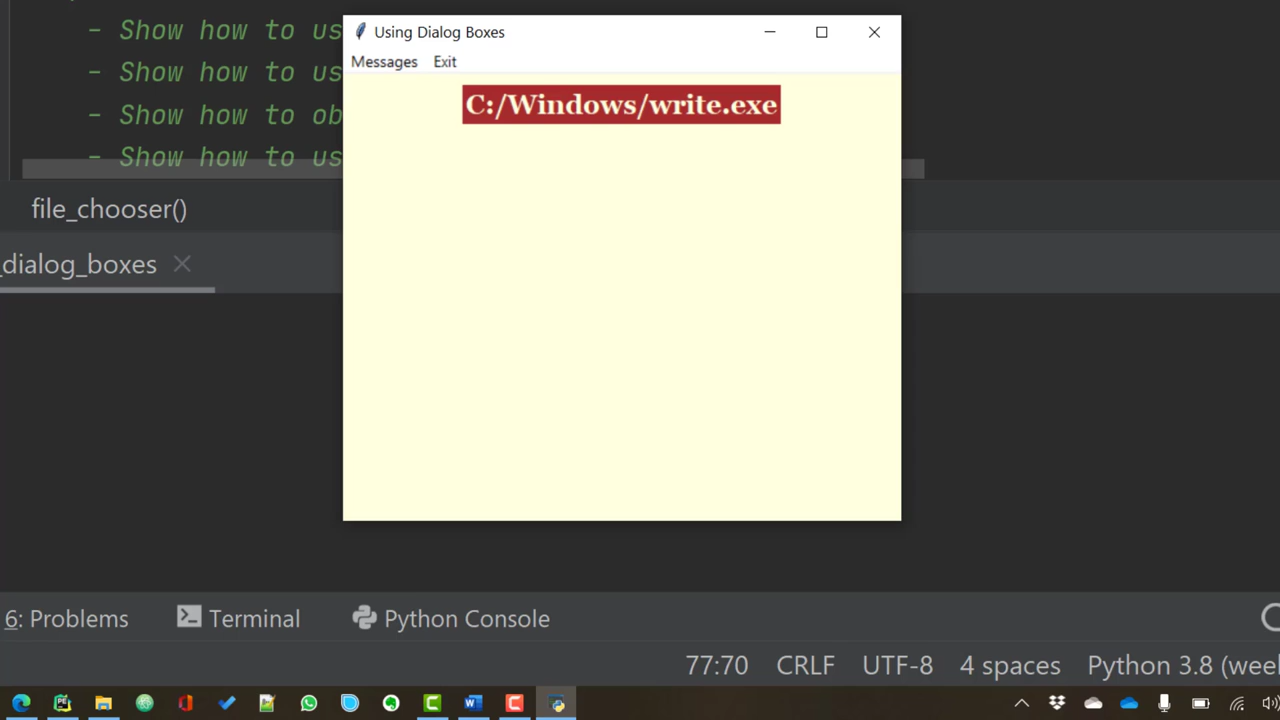 - Show how to us
- Show how to us
- Show how to ob
- Show how to us
Using Dialog Boxes
Messages Exit
C:/Windows/write.exe
file_chooser()
_dialog_boxes
6: Problems Terminal Python Console
77:70 CRLF UTF-8 4 spaces Python 3.8 (wee